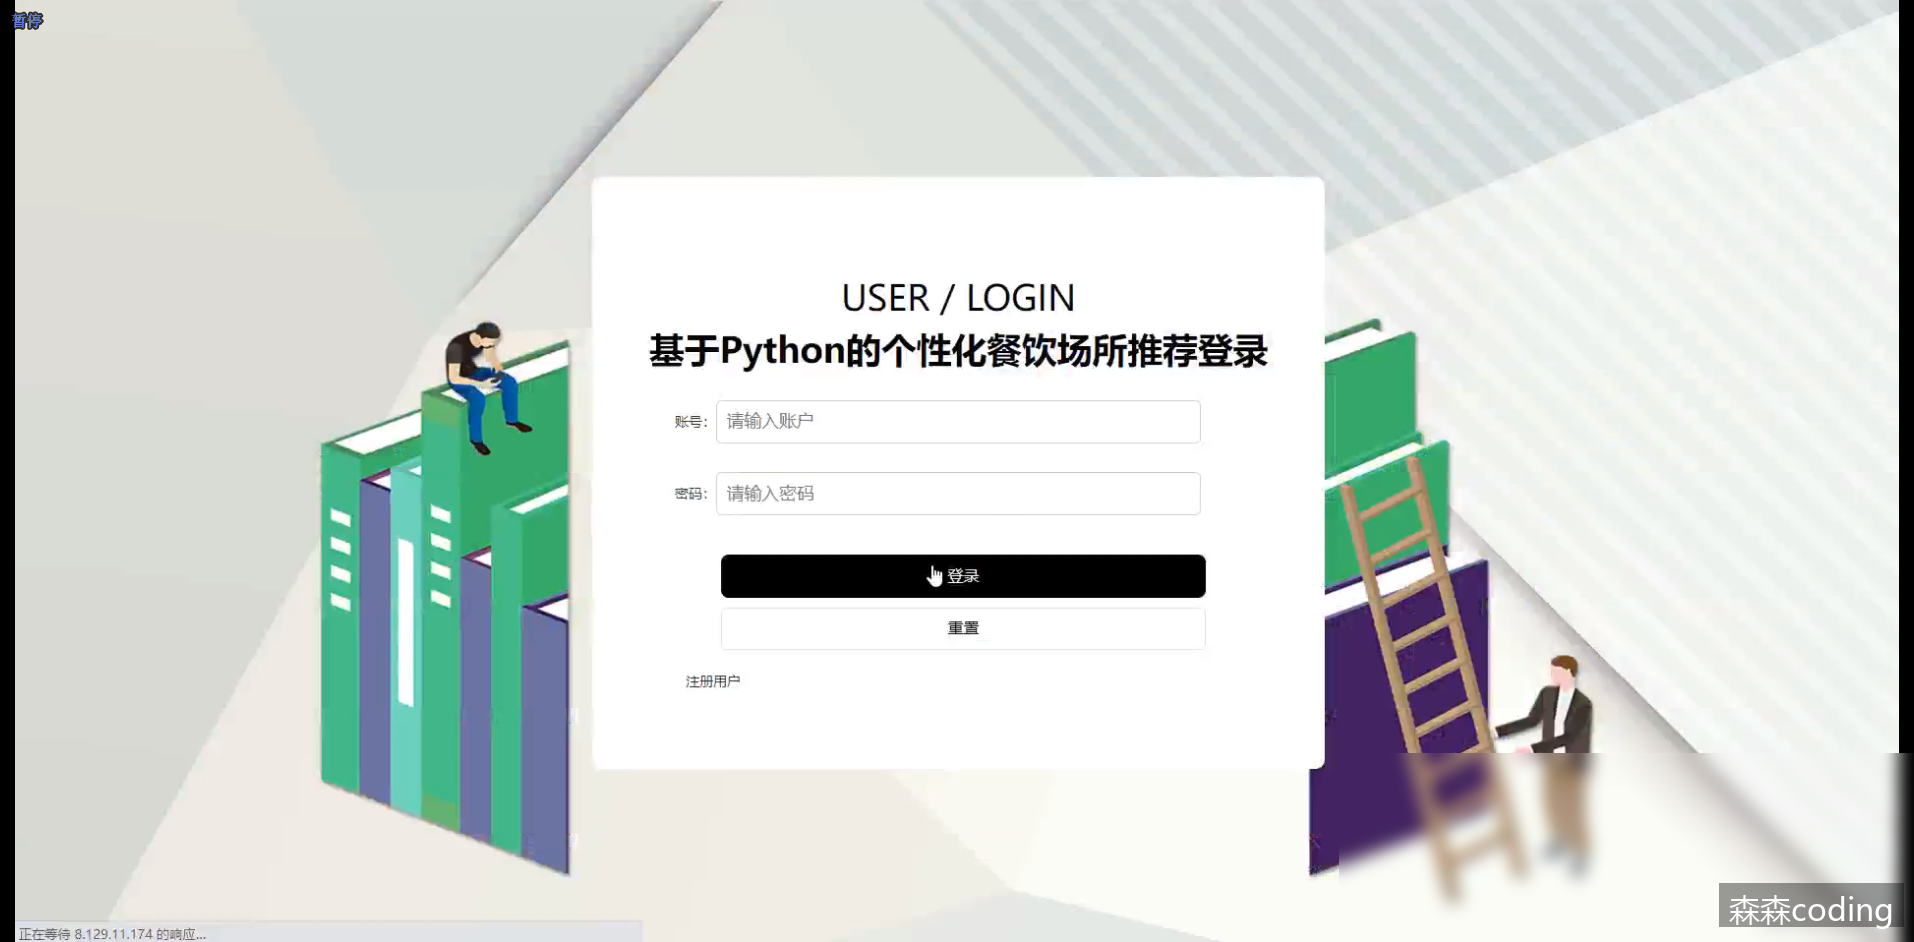 暂停
USER / LOGIN
基于Python的个性化餐饮场所推荐登录
账号: 请输入账户
密码: 请输入密码
登录
重置
注册用户
正在等待 8.129.11.174 的响应...
森森coding